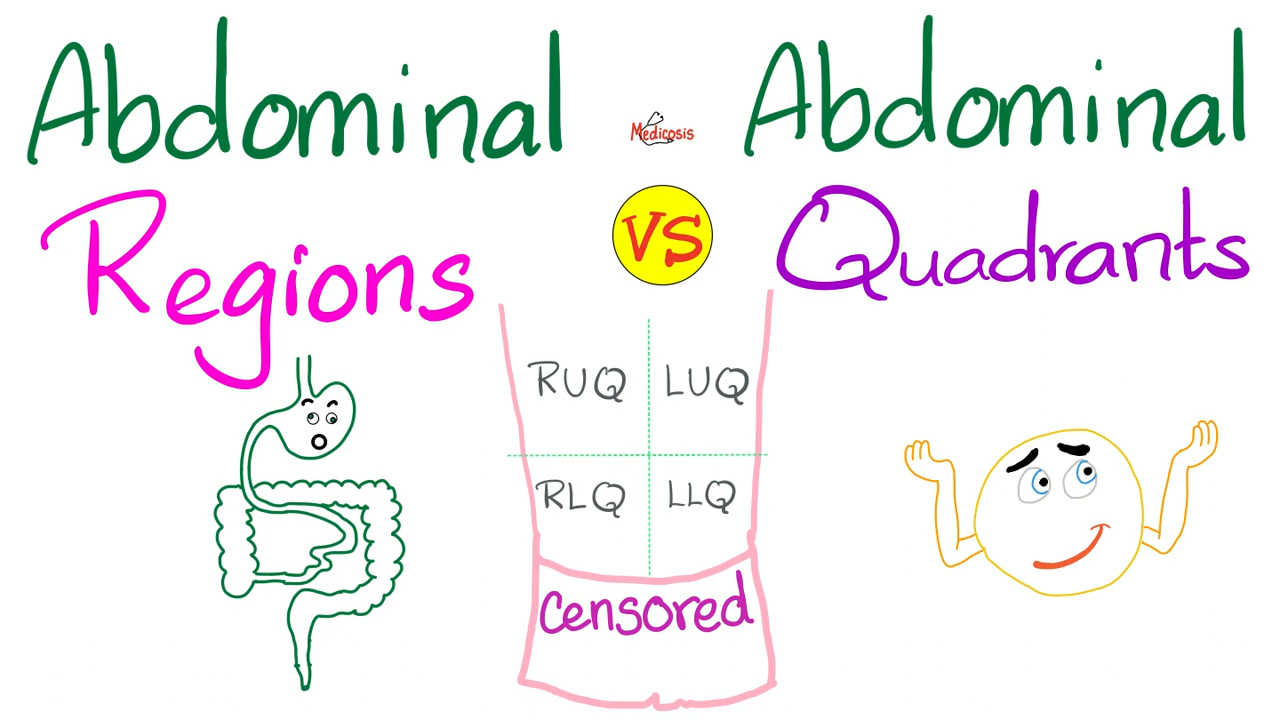 Abdominal
Regions
Medicosis
VS
Abdominal
Quadrants
RUQ LUQ
RLQ LLQ
Censored